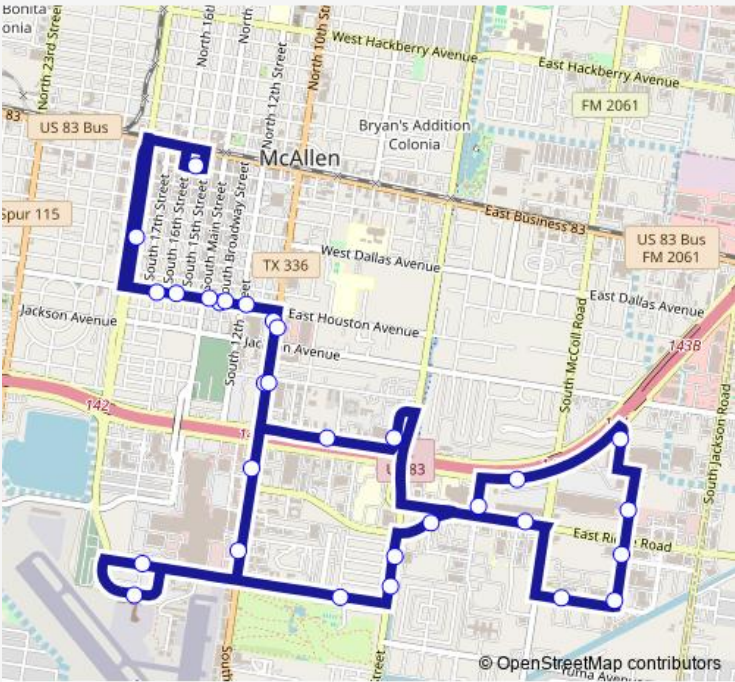 Bonita
onia
North 23rd Street
North 16th
North
North 12th Street
North 10th St
West Hackberry Avenue
East Hackberry Avenue
FM 2061
83
US 83 Bus
Bryan's Addition
Colonia
McAllen
Spur 115
South 17th Street
South 16th Street
South 15th Street
South Main Street
South Broadway Street
East Business 83
US 83 Bus
FM 2061
West Dallas Avenue
TX 336
East Dallas Avenue
Jackson Avenue
East Houston Avenue
South 12th
South McColl Road
143B
142
South Jackson Road
East Ridge Road
Street
© OpenStreetMap contributors